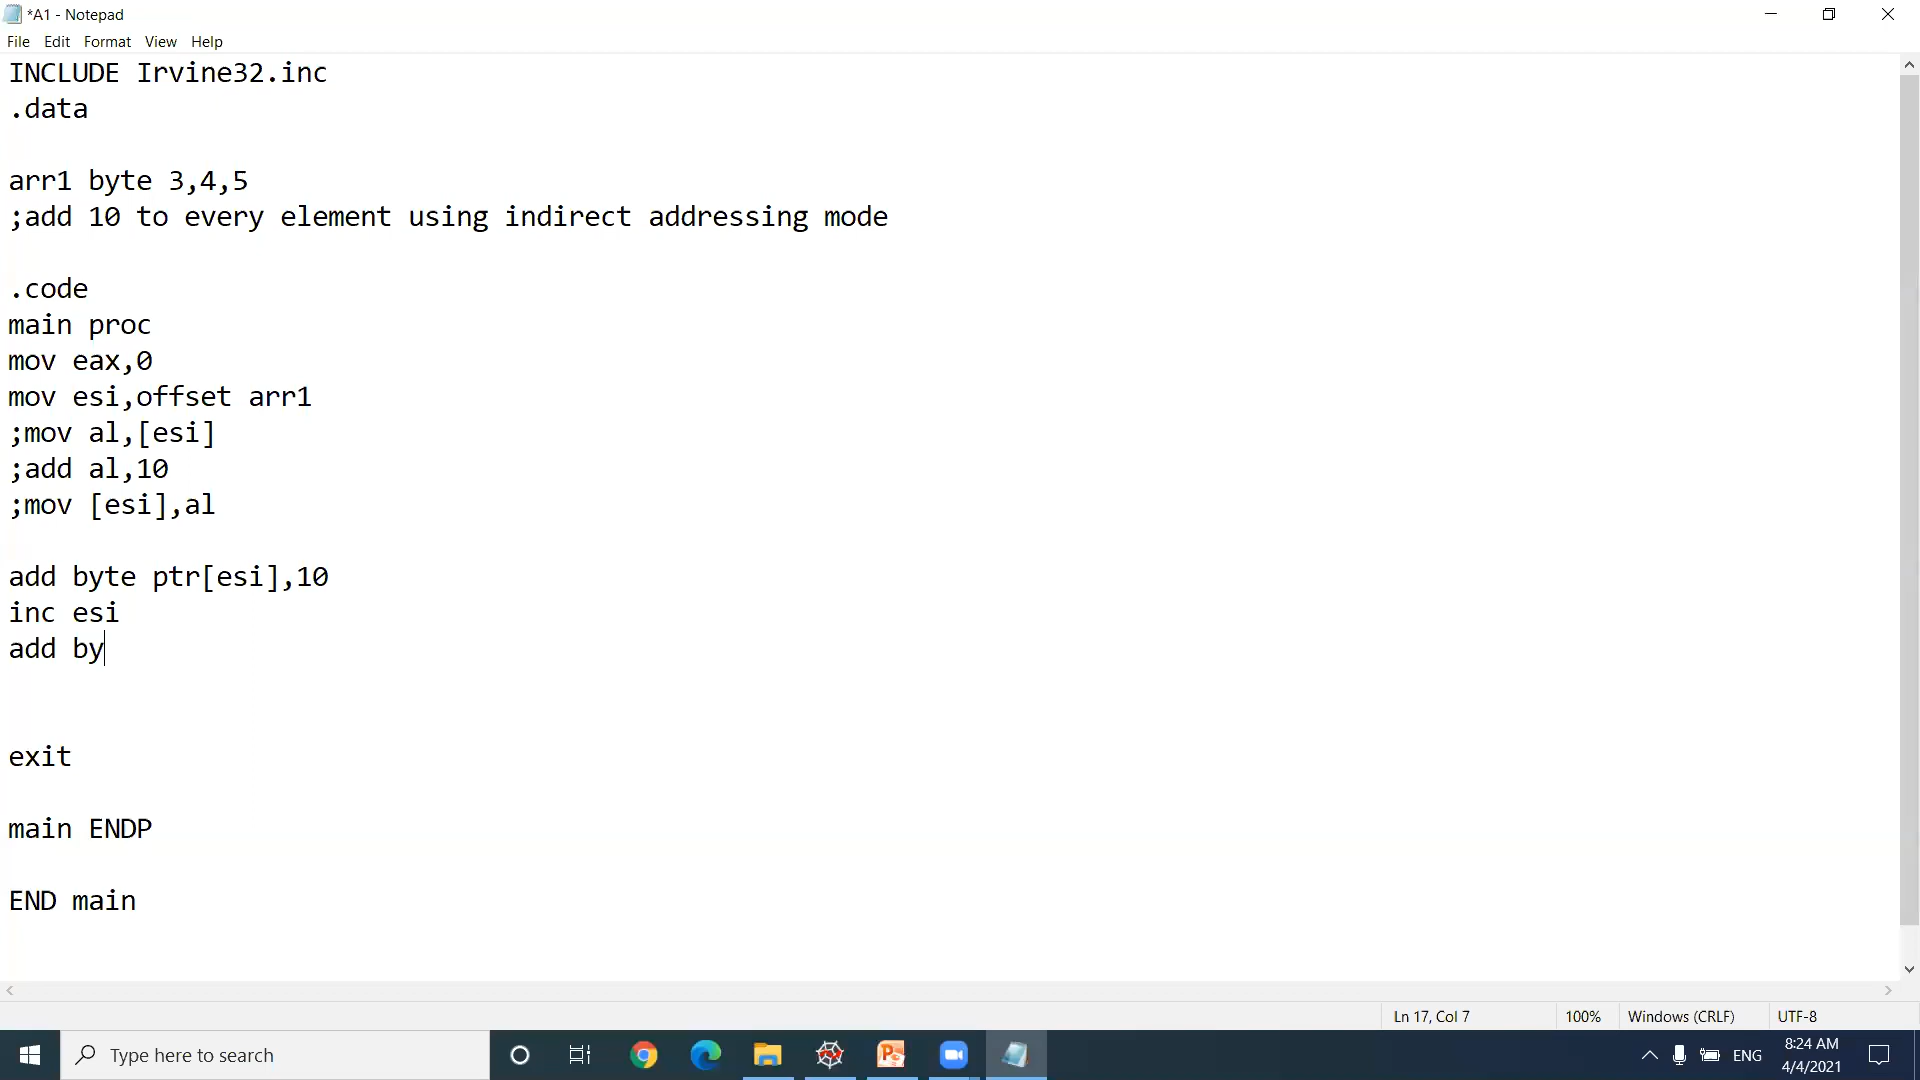 *A1 - Notepad
File Edit Format View Help
INCLUDE Irvine32.inc
.data
arr1 byte 3,4,5
;add 10 to every element using indirect addressing mode
.code
main proc
mov eax,0
mov esi,offset arr1
;mov al,[esi]
;add al,10
;mov [esi],al
add byte ptr[esi],10
inc esi
add by
exit
main ENDP
END main
Ln 17, Col 7 100% Windows (CRLF) UTF-8
Type here to search
ENG
8:24 AM
4/4/2021